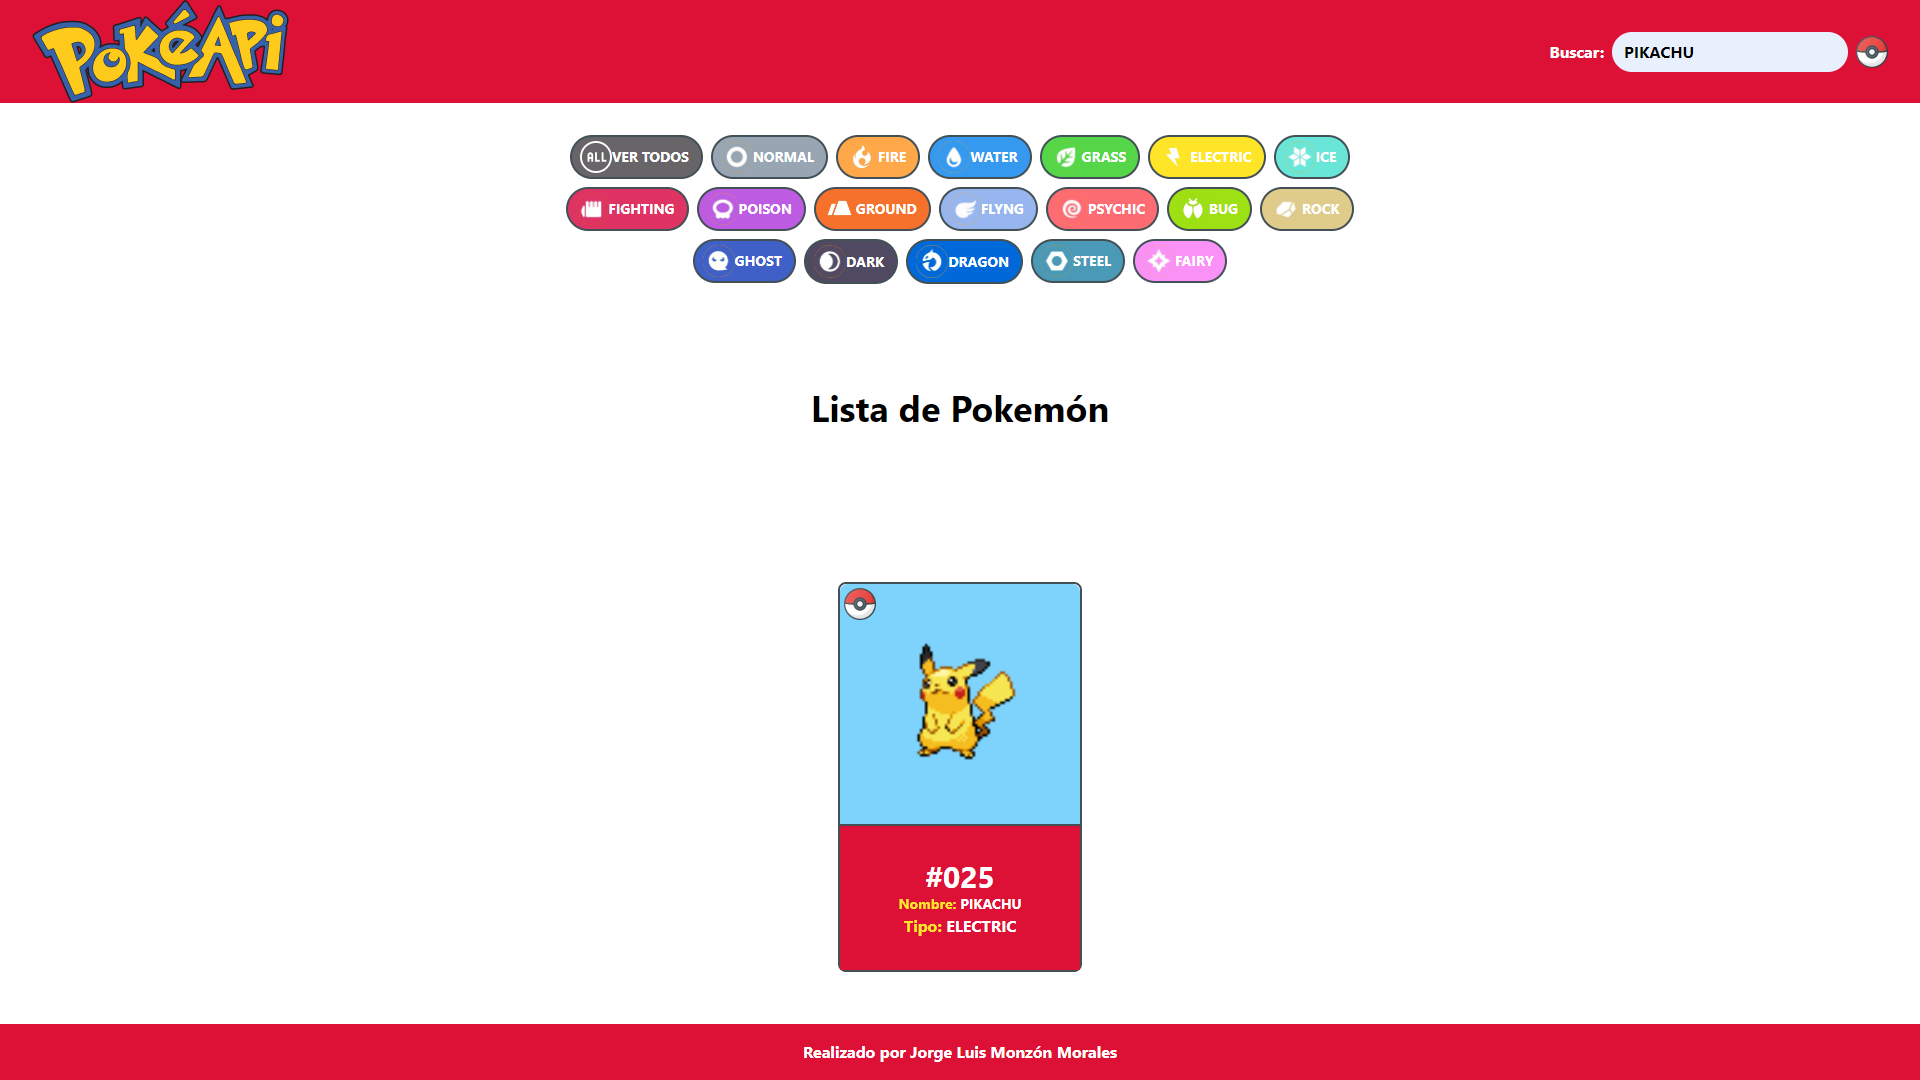 PokéApi
Buscar: PIKACHU
ALL VER TODOS NORMAL FIRE WATER GRASS ELECTRIC ICE
FIGHTING POISON GROUND FLYNG PSYCHIC BUG ROCK
GHOST DARK DRAGON STEEL FAIRY
Lista de Pokemón
#025
Nombre: PIKACHU
Tipo: ELECTRIC
Realizado por Jorge Luis Monzón Morales